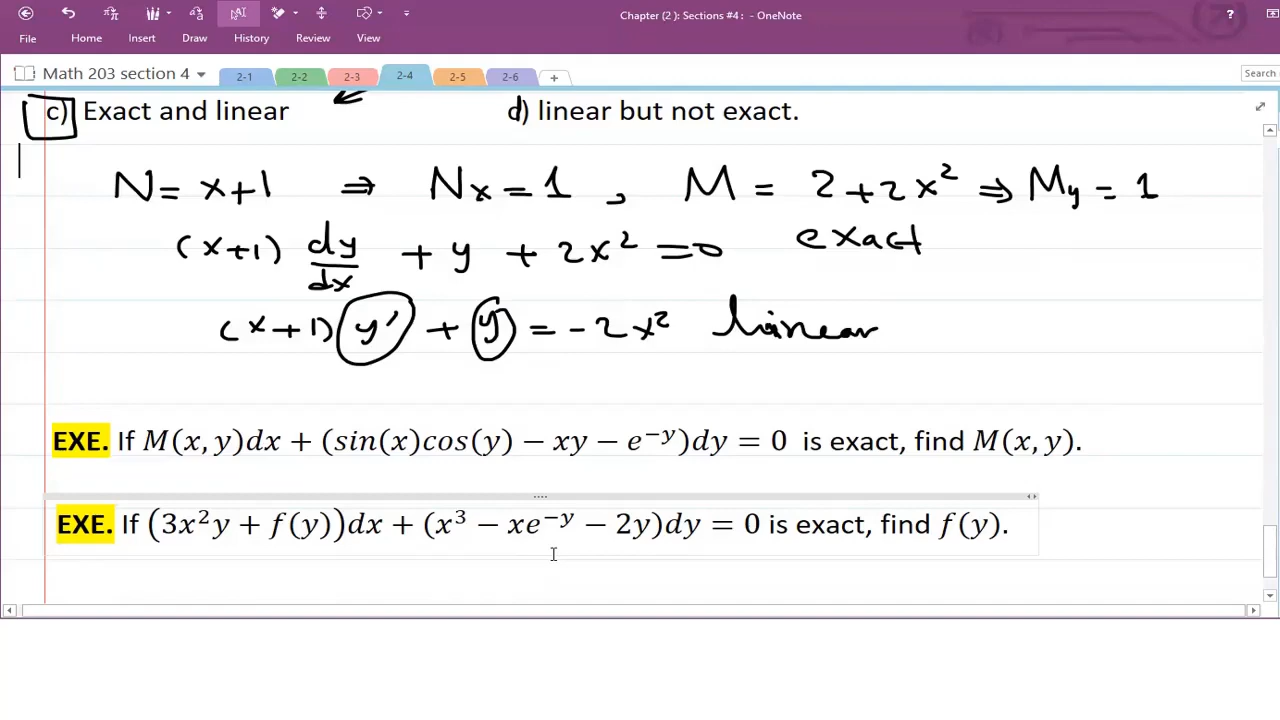 Chapter (2 ): Sections #4 : - OneNote
?
File Home Insert Draw History Review View
Math 203 section 4 2-1 2-2 2-3 2-4 2-5 2-6 + Search
c) Exact and linear d) linear but not exact.
N = x+1 ⇒ Nx = 1 , M = 2 + 2x² ⇒ My = 1
(x+1) dy/dx + y + 2x² = 0 exact
(x+1) y' + y = -2x² linear
EXE. If M(x, y)dx + (sin(x)cos(y) − xy − e⁻ʸ)dy = 0 is exact, find M(x, y).
EXE. If (3x²y + f(y))dx + (x³ − xe⁻ʸ − 2y)dy = 0 is exact, find f(y).